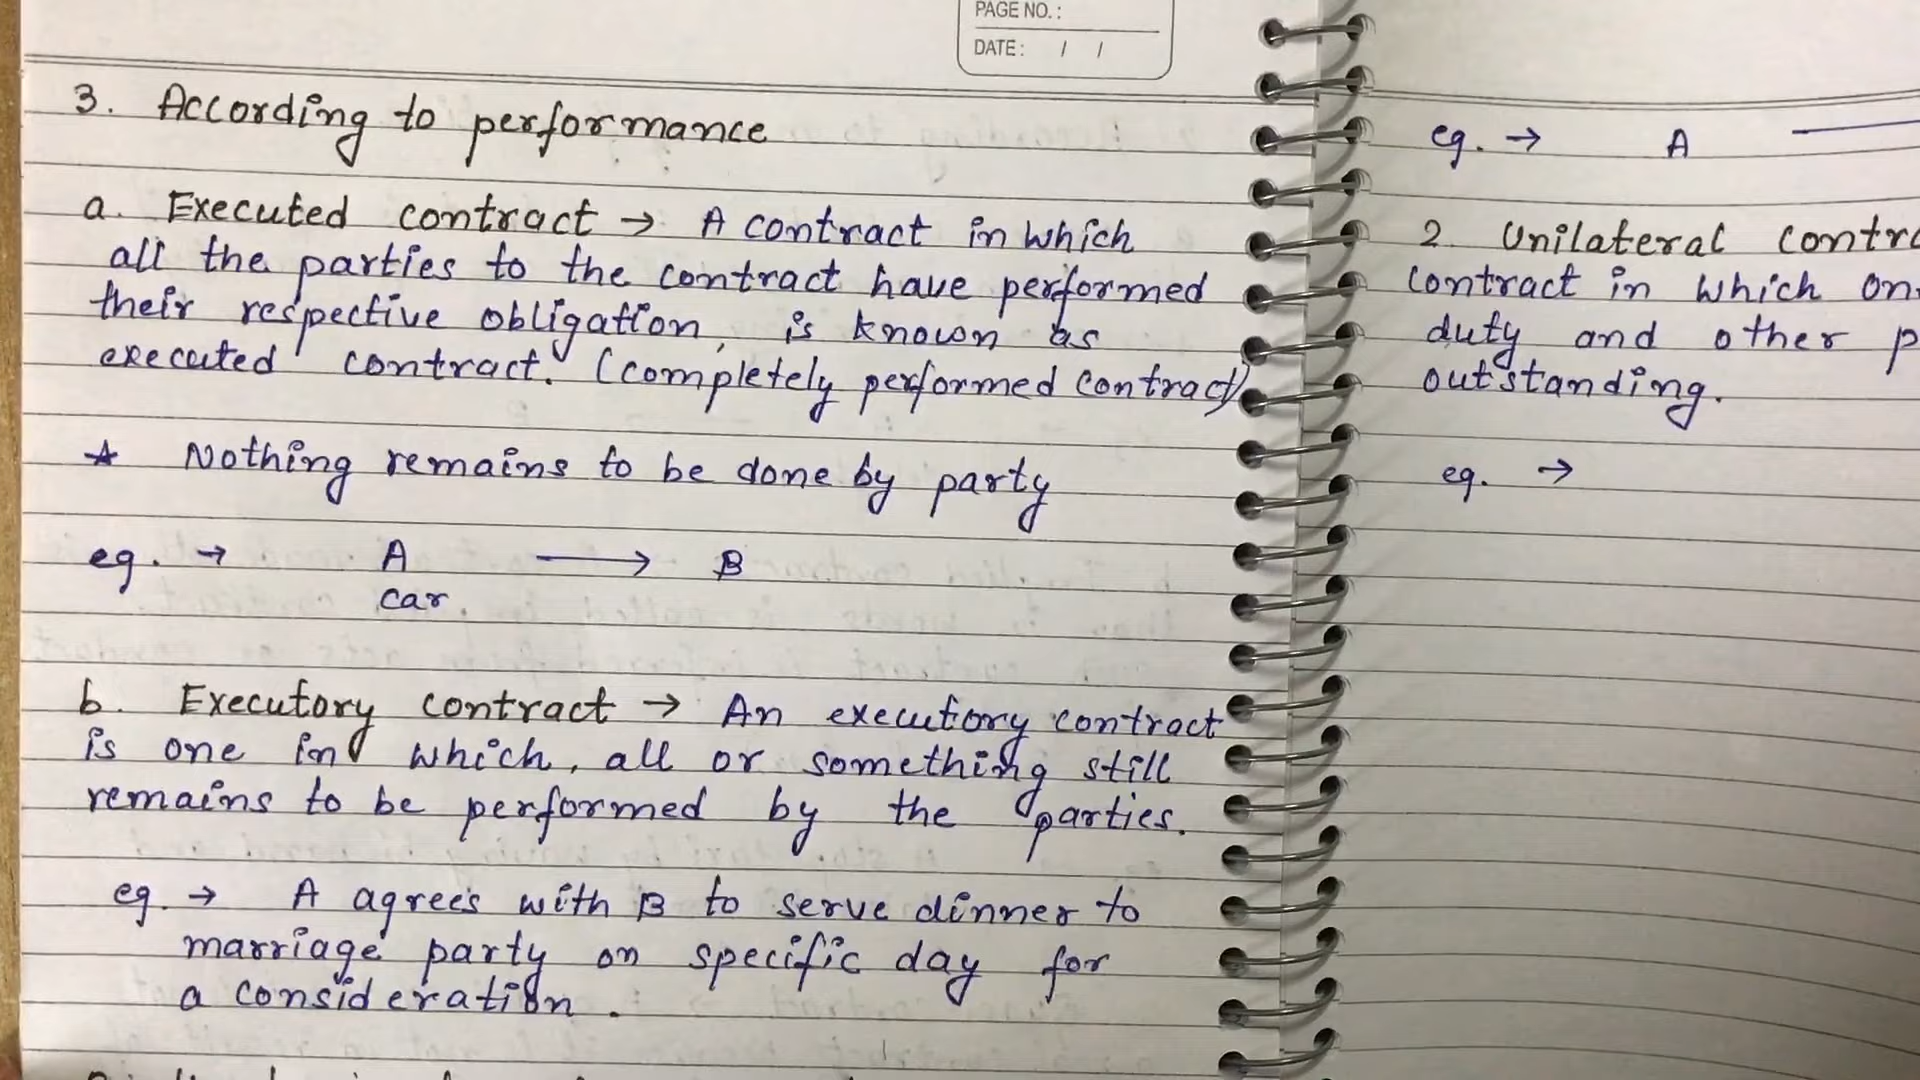 PAGE NO.:
DATE: / /
3. According to performance
a. Executed contract → A contract in which
all the parties to the contract have performed
their respective obligation, is known as
executed contract. (completely performed contract)
☆ Nothing remains to be done by party
eg. → A ⟶ B
car
b. Executory contract → An executory contract
is one in which, all or something still
remains to be performed by the parties.
eg. → A agrees with B to serve dinner to
marriage party on specific day for
a consideration.
eg. → A
2 Unilateral
contract in which
duty and other
outstanding.
eg. →